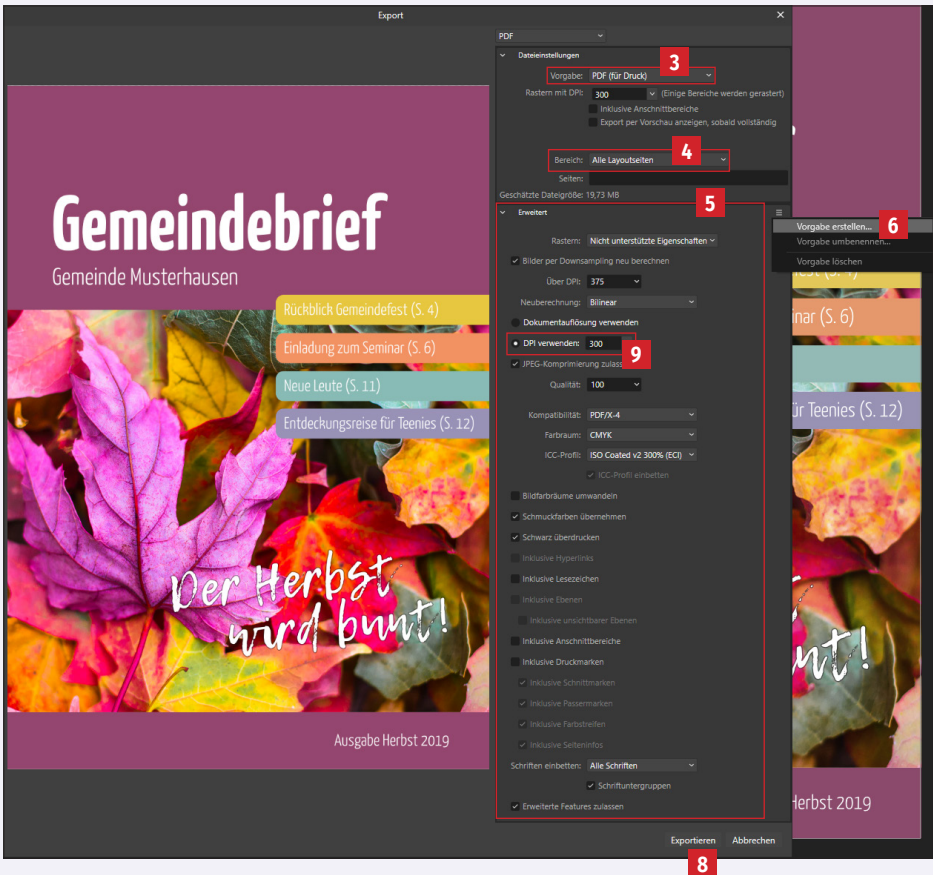 Export
PDF
Dateieinstellungen
3
Vorgabe: PDF (für Druck)
Rastern mit DPI: 300 (Einige Bereiche werden gerastert)
Inklusive Anschnittbereiche
Export per Vorschau anzeigen, sobald vollständig
4
Bereich: Alle Layoutseiten
Seiten:
Geschätzte Dateigröße: 19,73 MB
5
Erweitert
Vorgabe erstellen... 6
Vorgabe umbenennen...
Vorgabe löschen
Rastern: Nicht unterstützte Eigenschaften
Bilder per Downsampling neu berechnen
Über DPI: 375
Neuberechnung: Bilinear
Dokumentauflösung verwenden
DPI verwenden: 300
9
JPEG-Komprimierung zulass
Qualität: 100
Kompatibilität: PDF/X-4
Farbraum: CMYK
ICC-Profil: ISO Coated v2 300% (ECI)
ICC-Profil einbetten
Bildfarbräume umwandeln
Schmuckfarben übernehmen
Schwarz überdrucken
Inklusive Hyperlinks
Inklusive Lesezeichen
Inklusive Ebenen
Inklusive unsichtbarer Ebenen
Inklusive Anschnittbereiche
Inklusive Druckmarken
Inklusive Schnittmarken
Inklusive Passermarken
Inklusive Farbstreifen
Inklusive Seiteninfos
Schriften einbetten: Alle Schriften
Schriftuntergruppen
Erweiterte Features zulassen
Exportieren Abbrechen
8
Gemeindebrief
Gemeinde Musterhausen
Rückblick Gemeindefest (S. 4)
Einladung zum Seminar (S. 6)
Neue Leute (S. 11)
Entdeckungsreise für Teenies (S. 12)
Der Herbst
wird bunt!
Ausgabe Herbst 2019
fest (S. 4)
inar (S. 6)
ür Teenies (S. 12)
nt!
Herbst 2019